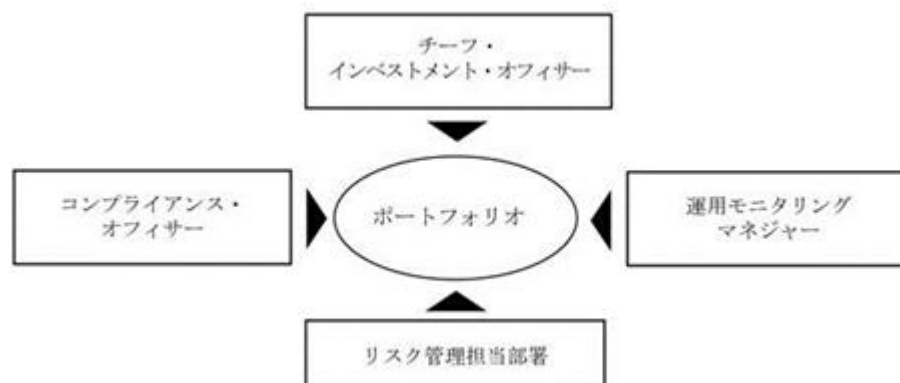 チーフ・
インベストメント・オフィサー
コンプライアンス・
オフィサー
ポートフォリオ
運用モニタリング
マネジャー
リスク管理担当部署